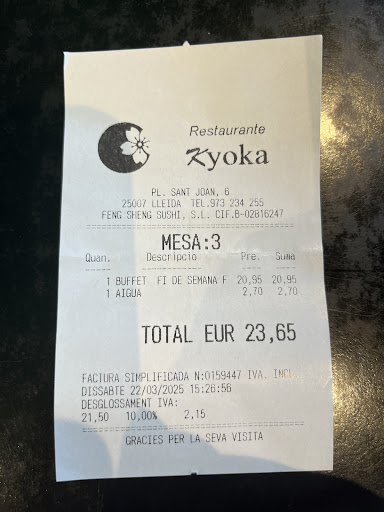 Restaurante
Kyoka
PL. SANT JOAN, 6
25007 LLEIDA TEL.973 234 255
FENG SHENG SUSHI, S.L. CIF.B-02816247
MESA:3
Quan. Descripcio Pre. Suma
1 BUFFET FI DE SEMANA F 20,95 20,95
1 AIGUA 2,70 2,70
TOTAL EUR 23,65
FACTURA SIMPLIFICADA N:0159447 IVA. INCL.
DISSABTE 22/03/2025 15:26:56
DESGLOSSAMENT IVA:
21,50 10,00% 2,15
GRACIES PER LA SEVA VISITA